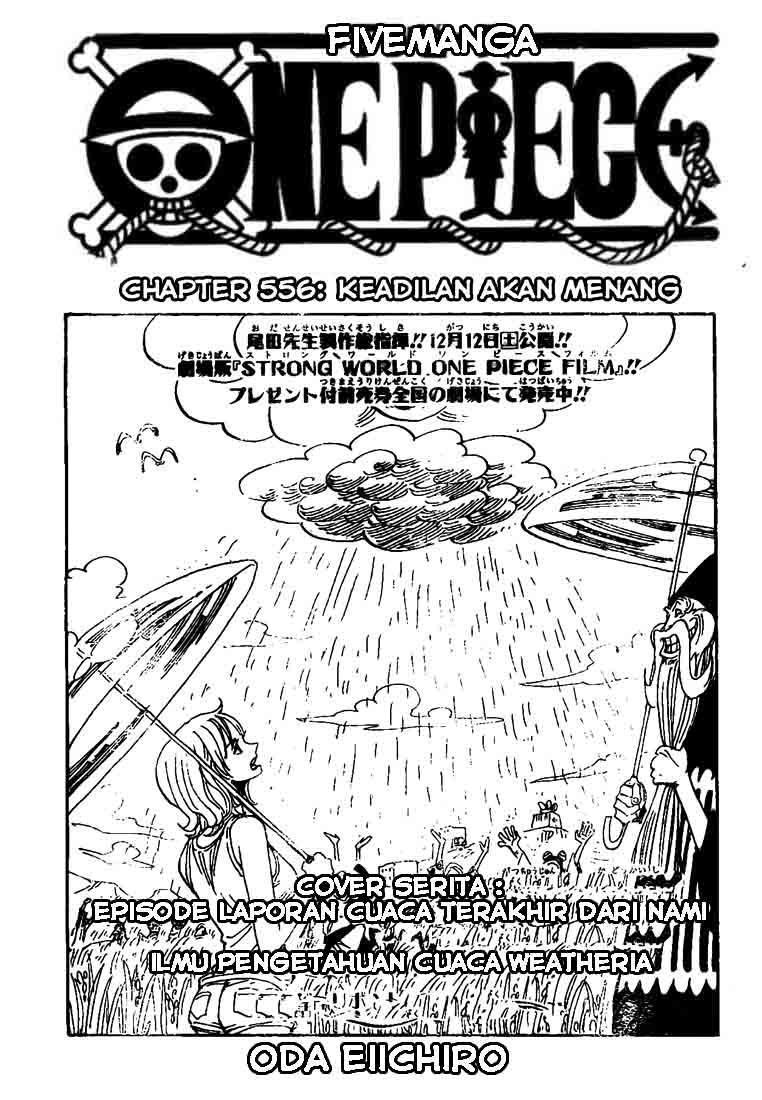 FIVEMANGA
ONE PIECE
CHAPTER 556: KEADILAN AKAN MENANG
尾田先生製作総指揮!! 12月12日土公開!!
劇場版『STRONG WORLD ONE PIECE FILM』!!
プレゼント付前売券全国の劇場にて発売中!!
COVER SERITA :
EPISODE LAPORAN CUACA TERAKHIR DARI NAMI
ILMU PENGETAHUAN CUACA WEATHERIA
ODA EIICHIRO